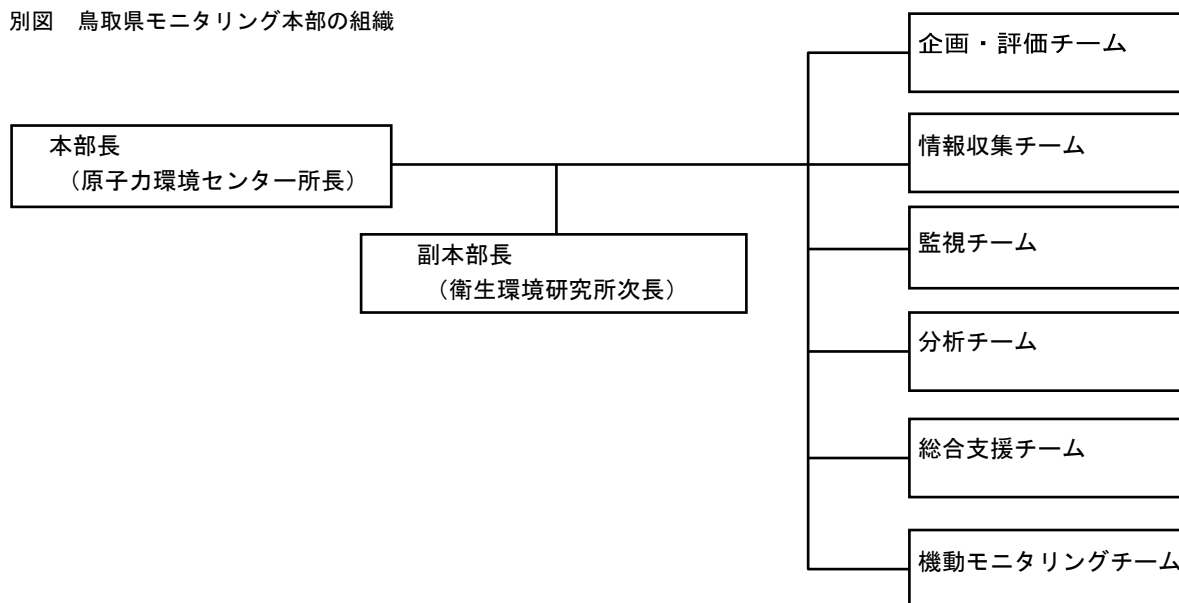 別図　鳥取県モニタリング本部の組織
本部長
（原子力環境センター所長）
副本部長
（衛生環境研究所次長）
企画・評価チーム
情報収集チーム
監視チーム
分析チーム
総合支援チーム
機動モニタリングチーム